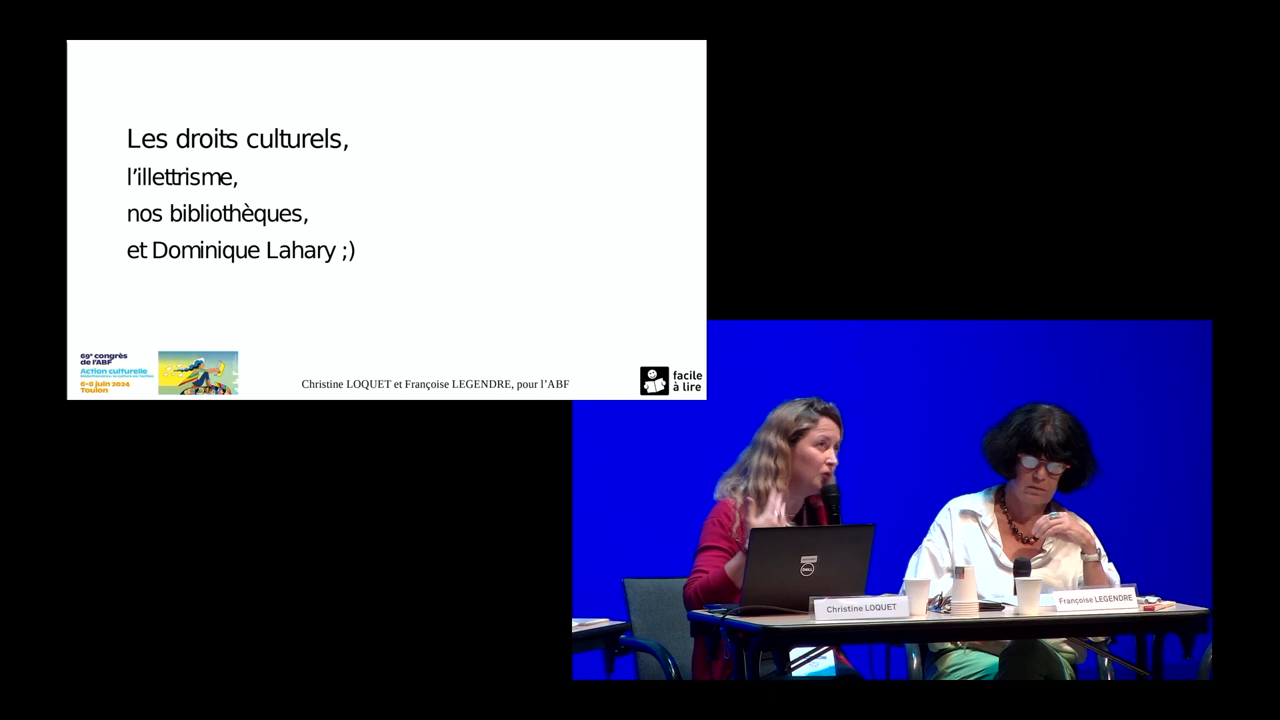 Les droits culturels,
l’illettrisme,
nos bibliothèques,
et Dominique Lahary ;)
69e congrès
de l'ABF
Action culturelle
6-8 juin 2024
Toulon
Christine LOQUET et Françoise LEGENDRE, pour l’ABF
facile
à lire
DELL
Christine LOQUET
Françoise LEGENDRE